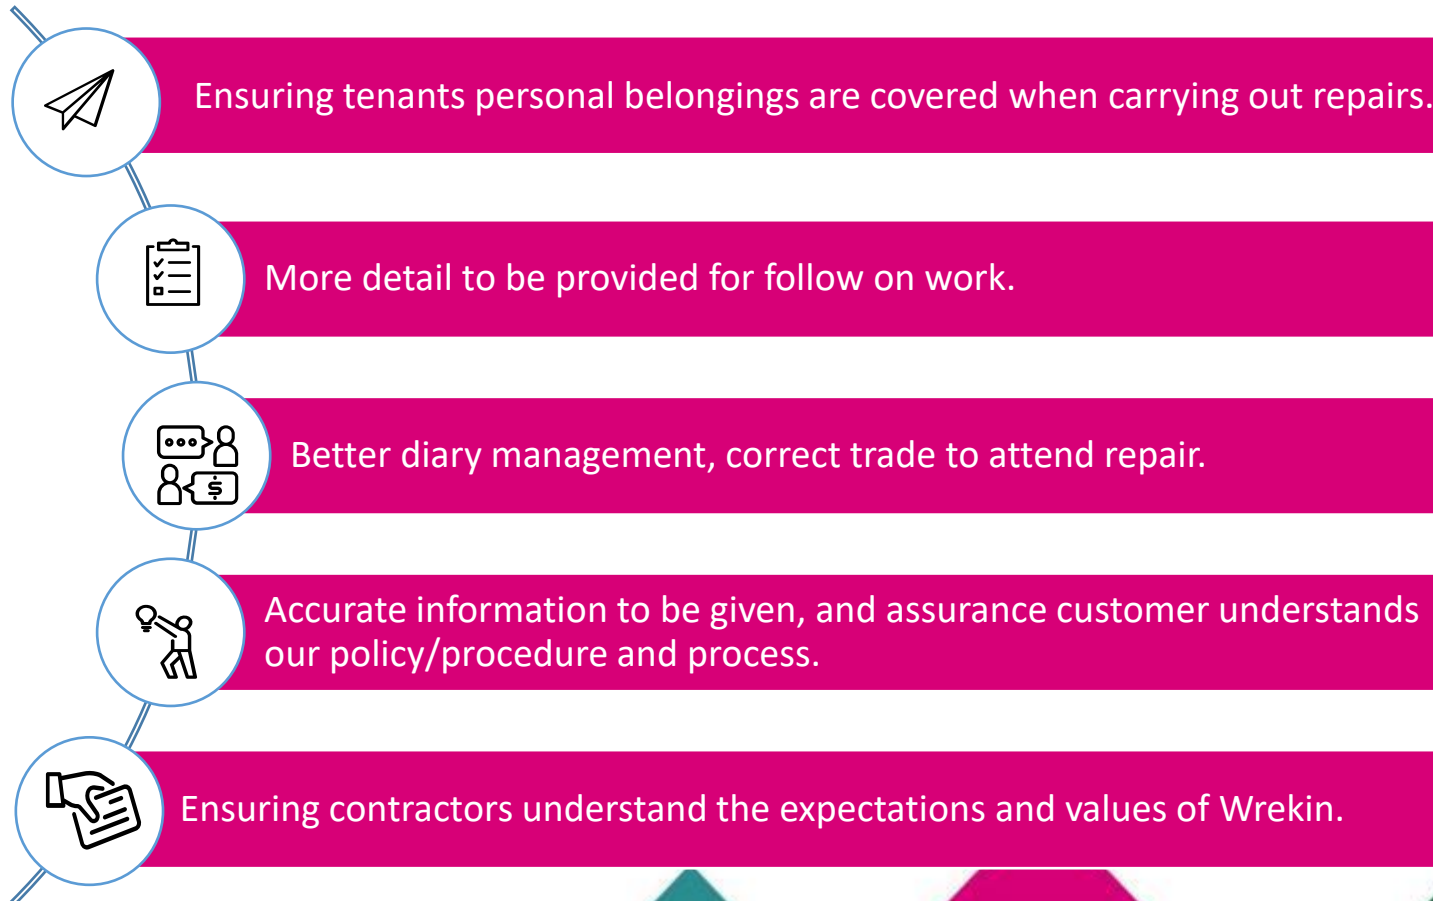 Ensuring tenants personal belongings are covered when carrying out repairs.
More detail to be provided for follow on work.
Better diary management, correct trade to attend repair.
Accurate information to be given, and assurance customer understands
our policy/procedure and process.
Ensuring contractors understand the expectations and values of Wrekin.